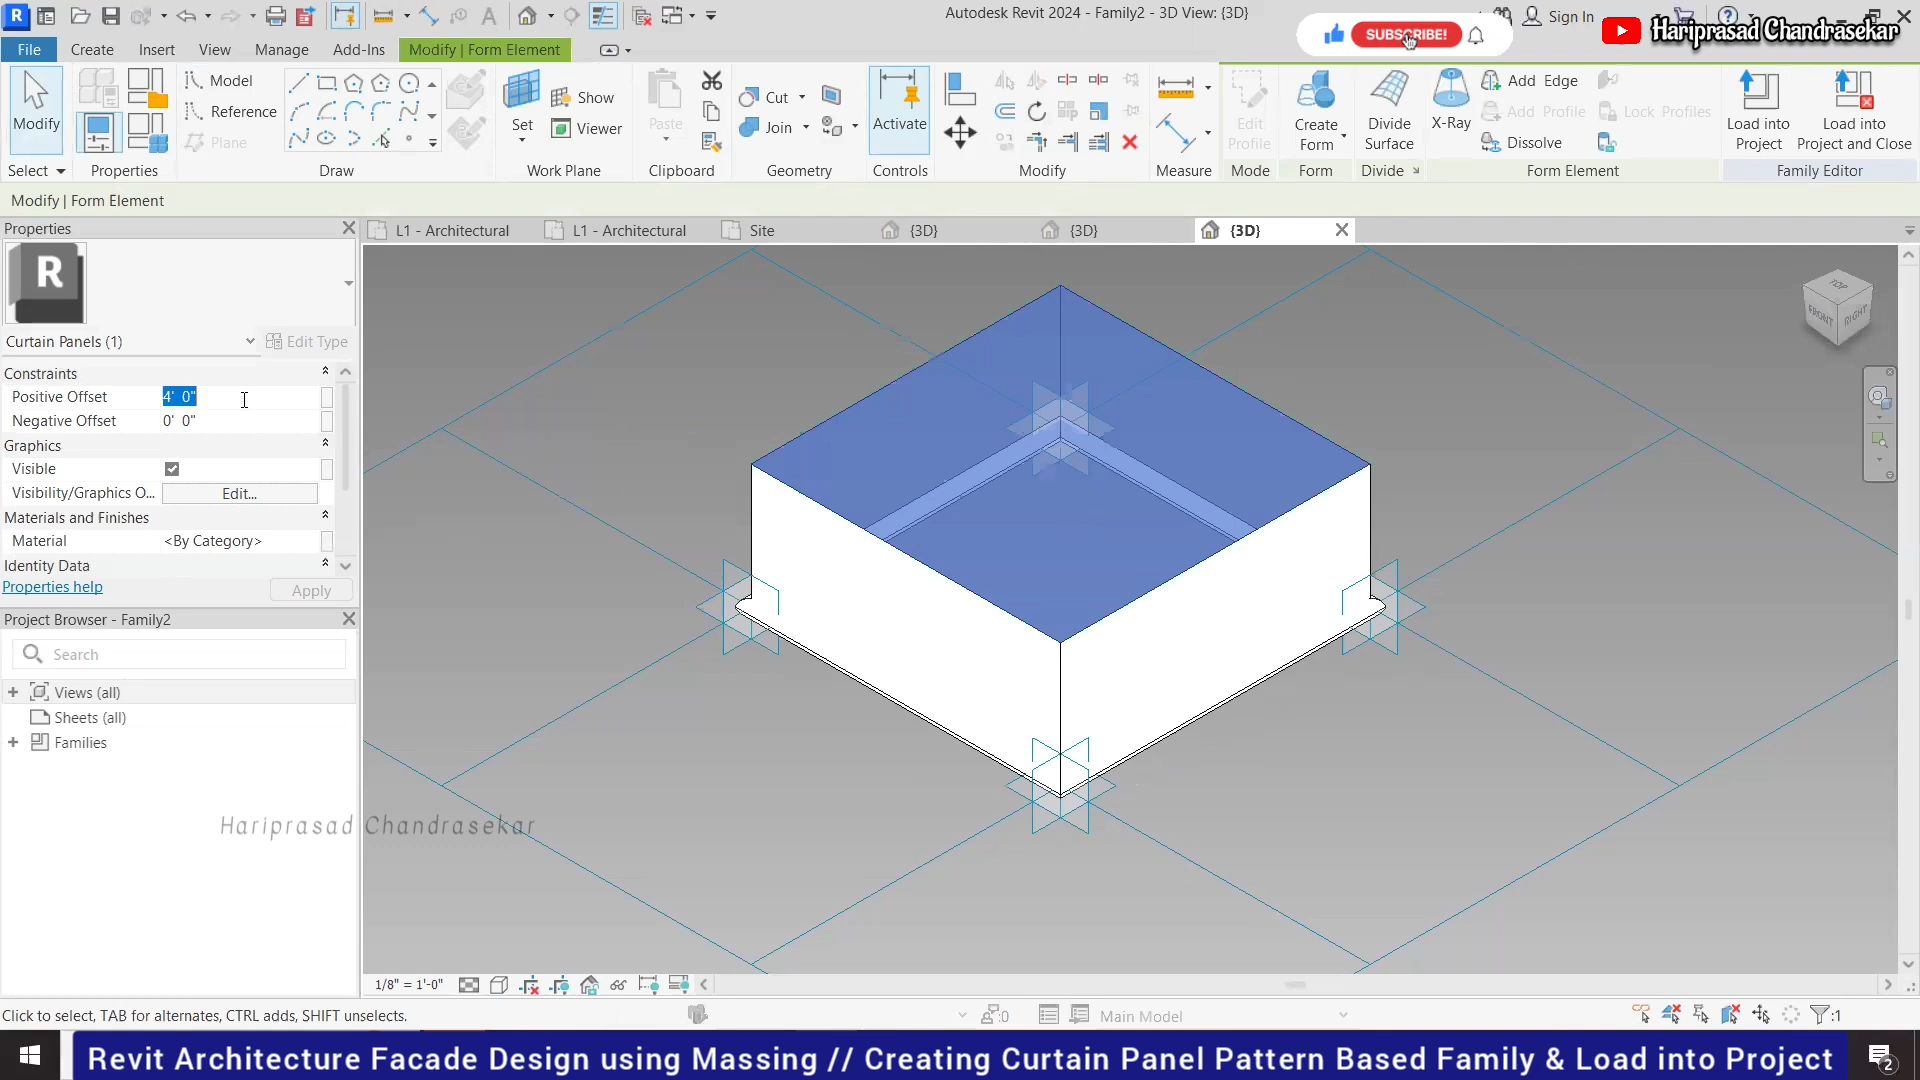 Autodesk Revit 2024 - Family2 - 3D View: {3D}
Sign In
SUBSCRIBE!
Hariprasad Chandrasekar
File
Create
Insert
View
Manage
Add-Ins
Modify | Form Element
Modify
Model
Reference
Plane
Set
Show
Viewer
Paste
Cut
Join
Activate
Edit Profile
Create Form
Divide Surface
X-Ray
Add Edge
Add Profile
Dissolve
Lock Profiles
Load into Project
Load into Project and Close
Select
Properties
Draw
Work Plane
Clipboard
Geometry
Controls
Modify
Measure
Mode
Form
Divide
Form Element
Family Editor
Modify | Form Element
Properties
L1 - Architectural
L1 - Architectural
Site
{3D}
{3D}
{3D}
R
Curtain Panels (1)
Edit Type
Constraints
Positive Offset 4' 0"
Negative Offset 0' 0"
Graphics
Visible
Visibility/Graphics O... Edit...
Materials and Finishes
Material <By Category>
Identity Data
Properties help
Apply
Project Browser - Family2
Search
Views (all)
Sheets (all)
Families
TOP
FRONT
RIGHT
Hariprasad Chandrasekar
1/8" = 1'-0"
Click to select, TAB for alternates, CTRL adds, SHIFT unselects.
:0
Main Model
:1
Revit Architecture Facade Design using Massing // Creating Curtain Panel Pattern Based Family & Load into Project
2